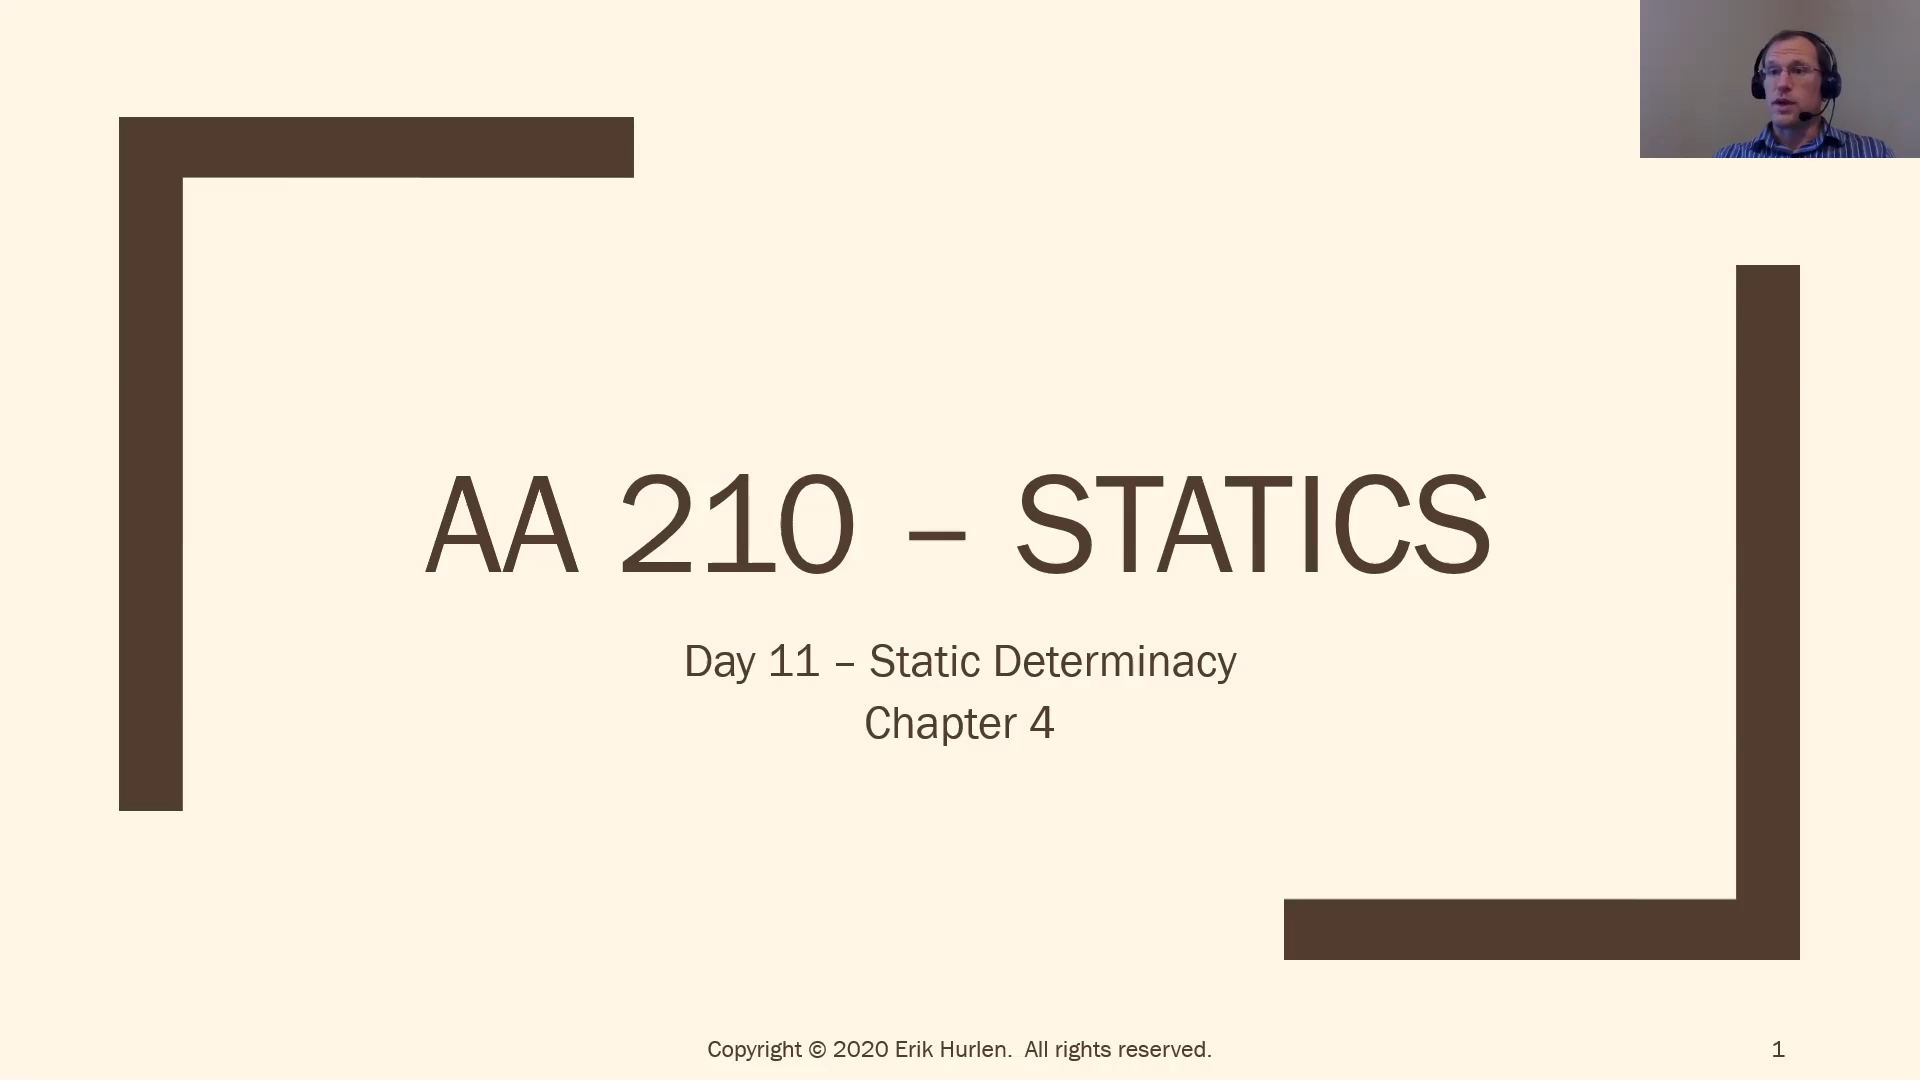 AA 210 – STATICS
Day 11 – Static Determinacy
Chapter 4
Copyright © 2020 Erik Hurlen.  All rights reserved.
1